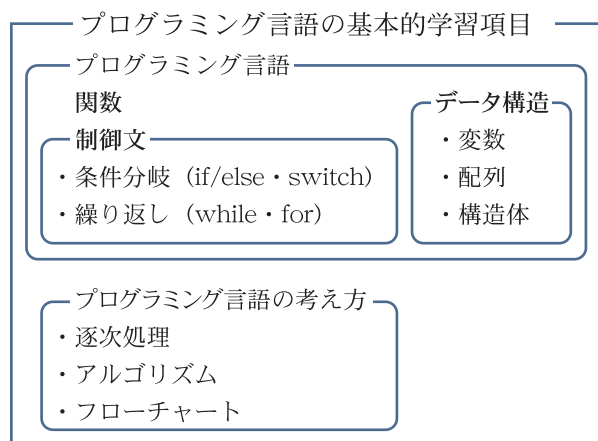 プログラミング言語の基本的学習項目
プログラミング言語
関数
制御文
・条件分岐（if/else・switch）
・繰り返し（while・for）
データ構造
・変数
・配列
・構造体
プログラミング言語の考え方
・逐次処理
・アルゴリズム
・フローチャート